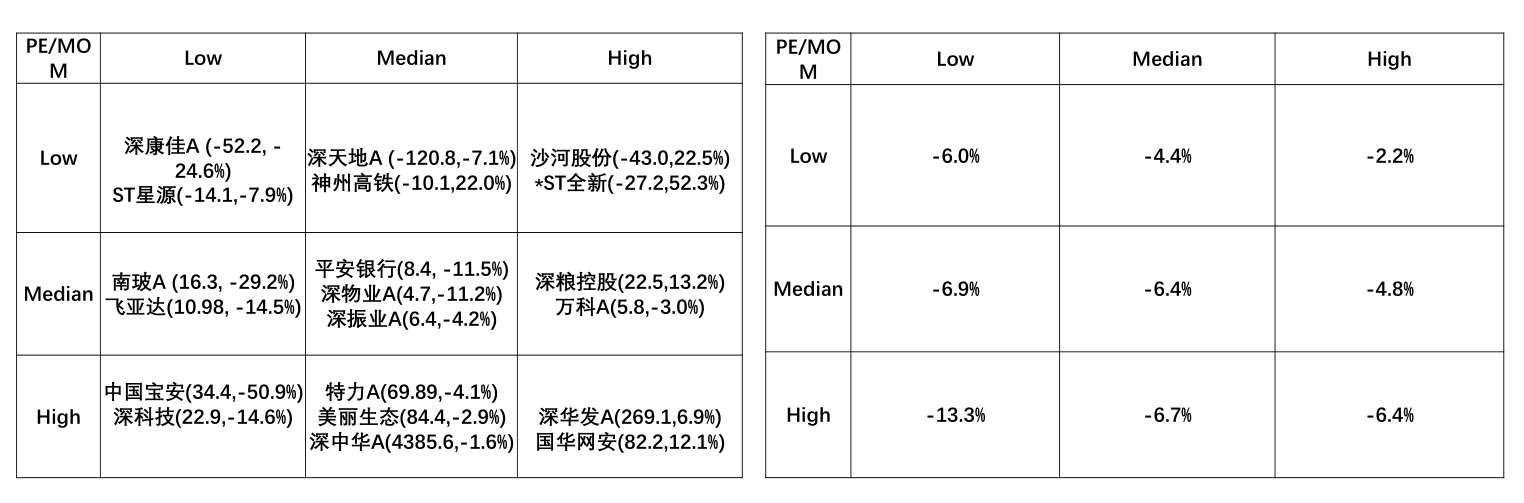 PE/MO
M
Low
Median
High
Low
深康佳A (-52.2, -
24.6%)
ST星源(-14.1,-7.9%)
深天地A (-120.8,-7.1%)
神州高铁(-10.1,22.0%)
沙河股份(-43.0,22.5%)
*ST全新(-27.2,52.3%)
Median
南玻A (16.3, -29.2%)
飞亚达(10.98, -14.5%)
平安银行(8.4, -11.5%)
深物业A(4.7,-11.2%)
深振业A(6.4,-4.2%)
深粮控股(22.5,13.2%)
万科A(5.8,-3.0%)
High
中国宝安(34.4,-50.9%)
深科技(22.9,-14.6%)
特力A(69.89,-4.1%)
美丽生态(84.4,-2.9%)
深中华A(4385.6,-1.6%)
深华发A(269.1,6.9%)
国华网安(82.2,12.1%)
PE/MO
M
Low
Median
High
Low
-6.0%
-4.4%
-2.2%
Median
-6.9%
-6.4%
-4.8%
High
-13.3%
-6.7%
-6.4%